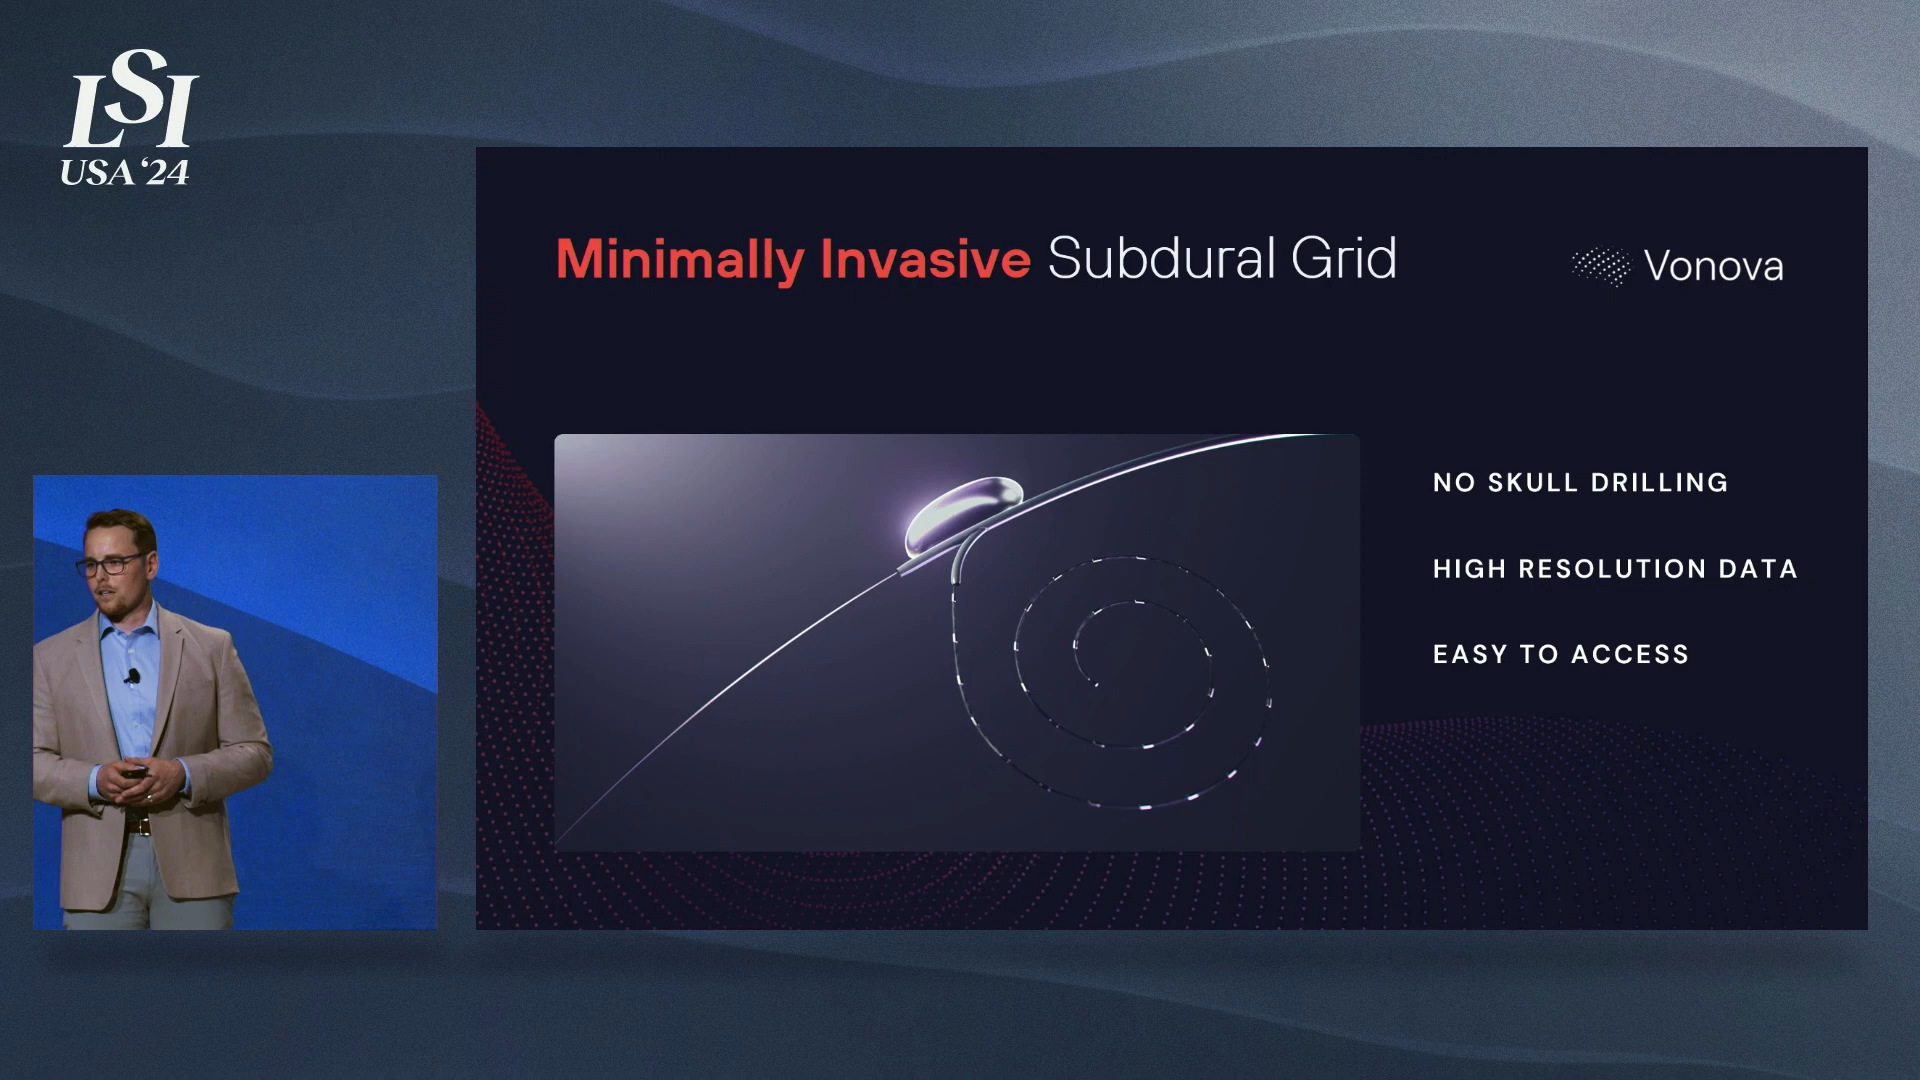 LSI
USA '24
Minimally Invasive Subdural Grid
Vonova
NO SKULL DRILLING
HIGH RESOLUTION DATA
EASY TO ACCESS